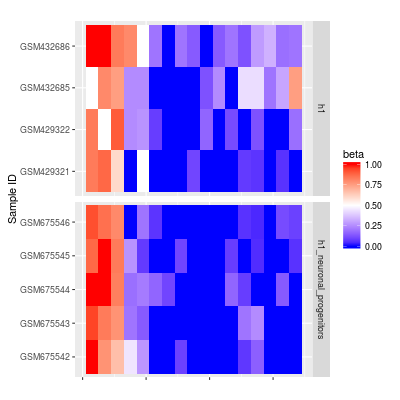 GSM432686
GSM432685
GSM429322
GSM429321
h1
GSM675546
GSM675545
GSM675544
GSM675543
GSM675542
h1_neuronal_progenitors
Sample ID
beta
1.00
0.75
0.50
0.25
0.00